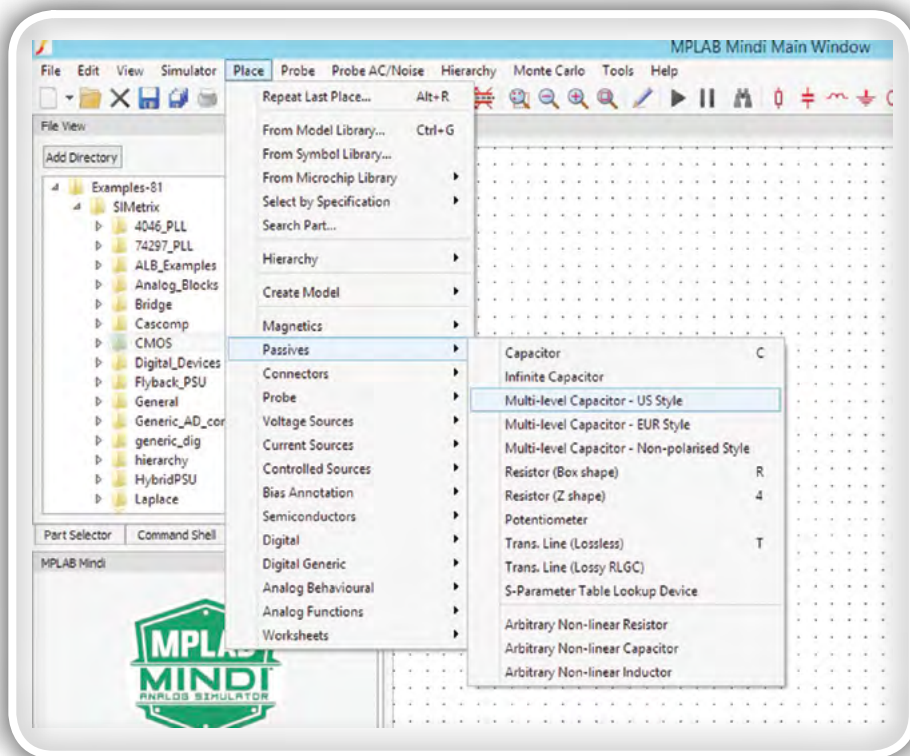 MPLAB Mindi Main Window
File Edit View Simulator Place Probe Probe AC/Noise Hierarchy Monte Carlo Tools Help
File View
Add Directory
Examples-81
SIMetrix
4046_PLL
74297_PLL
ALB_Examples
Analog_Blocks
Bridge
Cascomp
CMOS
Digital_Devices
Flyback_PSU
General
Generic_AD_cor
generic_dig
hierarchy
HybridPSU
Laplace
Part Selector Command Shell
MPLAB Mindi
MPLAB
MINDI
ANALOG SIMULATOR
Repeat Last Place... Alt+R
From Model Library... Ctrl+G
From Symbol Library...
From Microchip Library
Select by Specification
Search Part...
Hierarchy
Create Model
Magnetics
Passives
Connectors
Probe
Voltage Sources
Current Sources
Controlled Sources
Bias Annotation
Semiconductors
Digital
Digital Generic
Analog Behavioural
Analog Functions
Worksheets
Capacitor C
Infinite Capacitor
Multi-level Capacitor - US Style
Multi-level Capacitor - EUR Style
Multi-level Capacitor - Non-polarised Style
Resistor (Box shape) R
Resistor (Z shape) 4
Potentiometer
Trans. Line (Lossless) T
Trans. Line (Lossy RLGC)
S-Parameter Table Lookup Device
Arbitrary Non-linear Resistor
Arbitrary Non-linear Capacitor
Arbitrary Non-linear Inductor